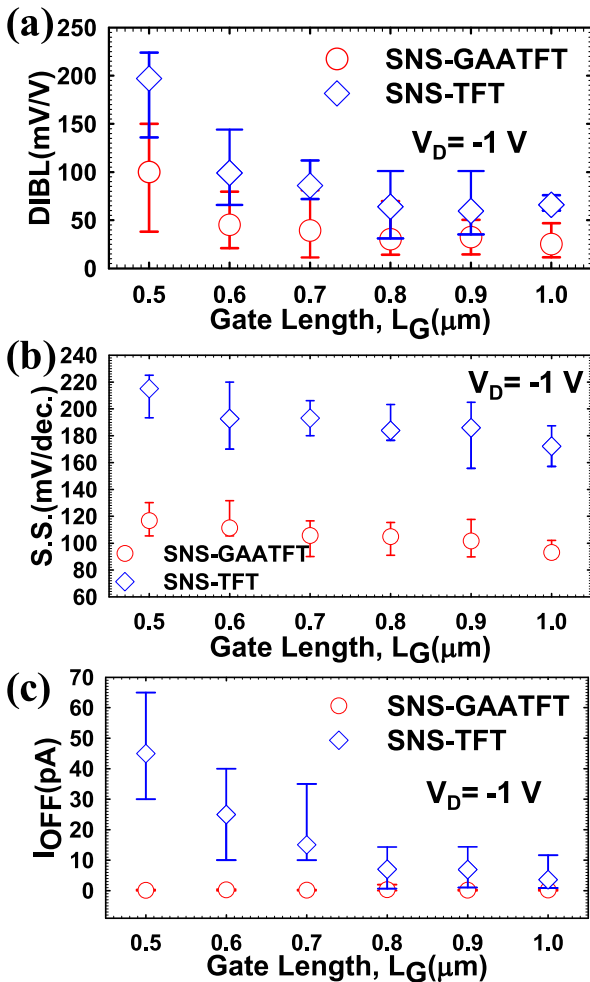 (a)
250
200
150
100
50
0
DIBL(mV/V)
SNS-GAATFT
SNS-TFT
V_D= -1 V
0.5 0.6 0.7 0.8 0.9 1.0
Gate Length, L_G(μm)
(b)
240
220
200
180
160
140
120
100
80
60
S.S.(mV/dec.)
V_D= -1 V
SNS-GAATFT
SNS-TFT
0.5 0.6 0.7 0.8 0.9 1.0
Gate Length, L_G(μm)
(c)
70
60
50
40
30
20
10
0
I_OFF(pA)
SNS-GAATFT
SNS-TFT
V_D= -1 V
0.5 0.6 0.7 0.8 0.9 1.0
Gate Length, L_G(μm)